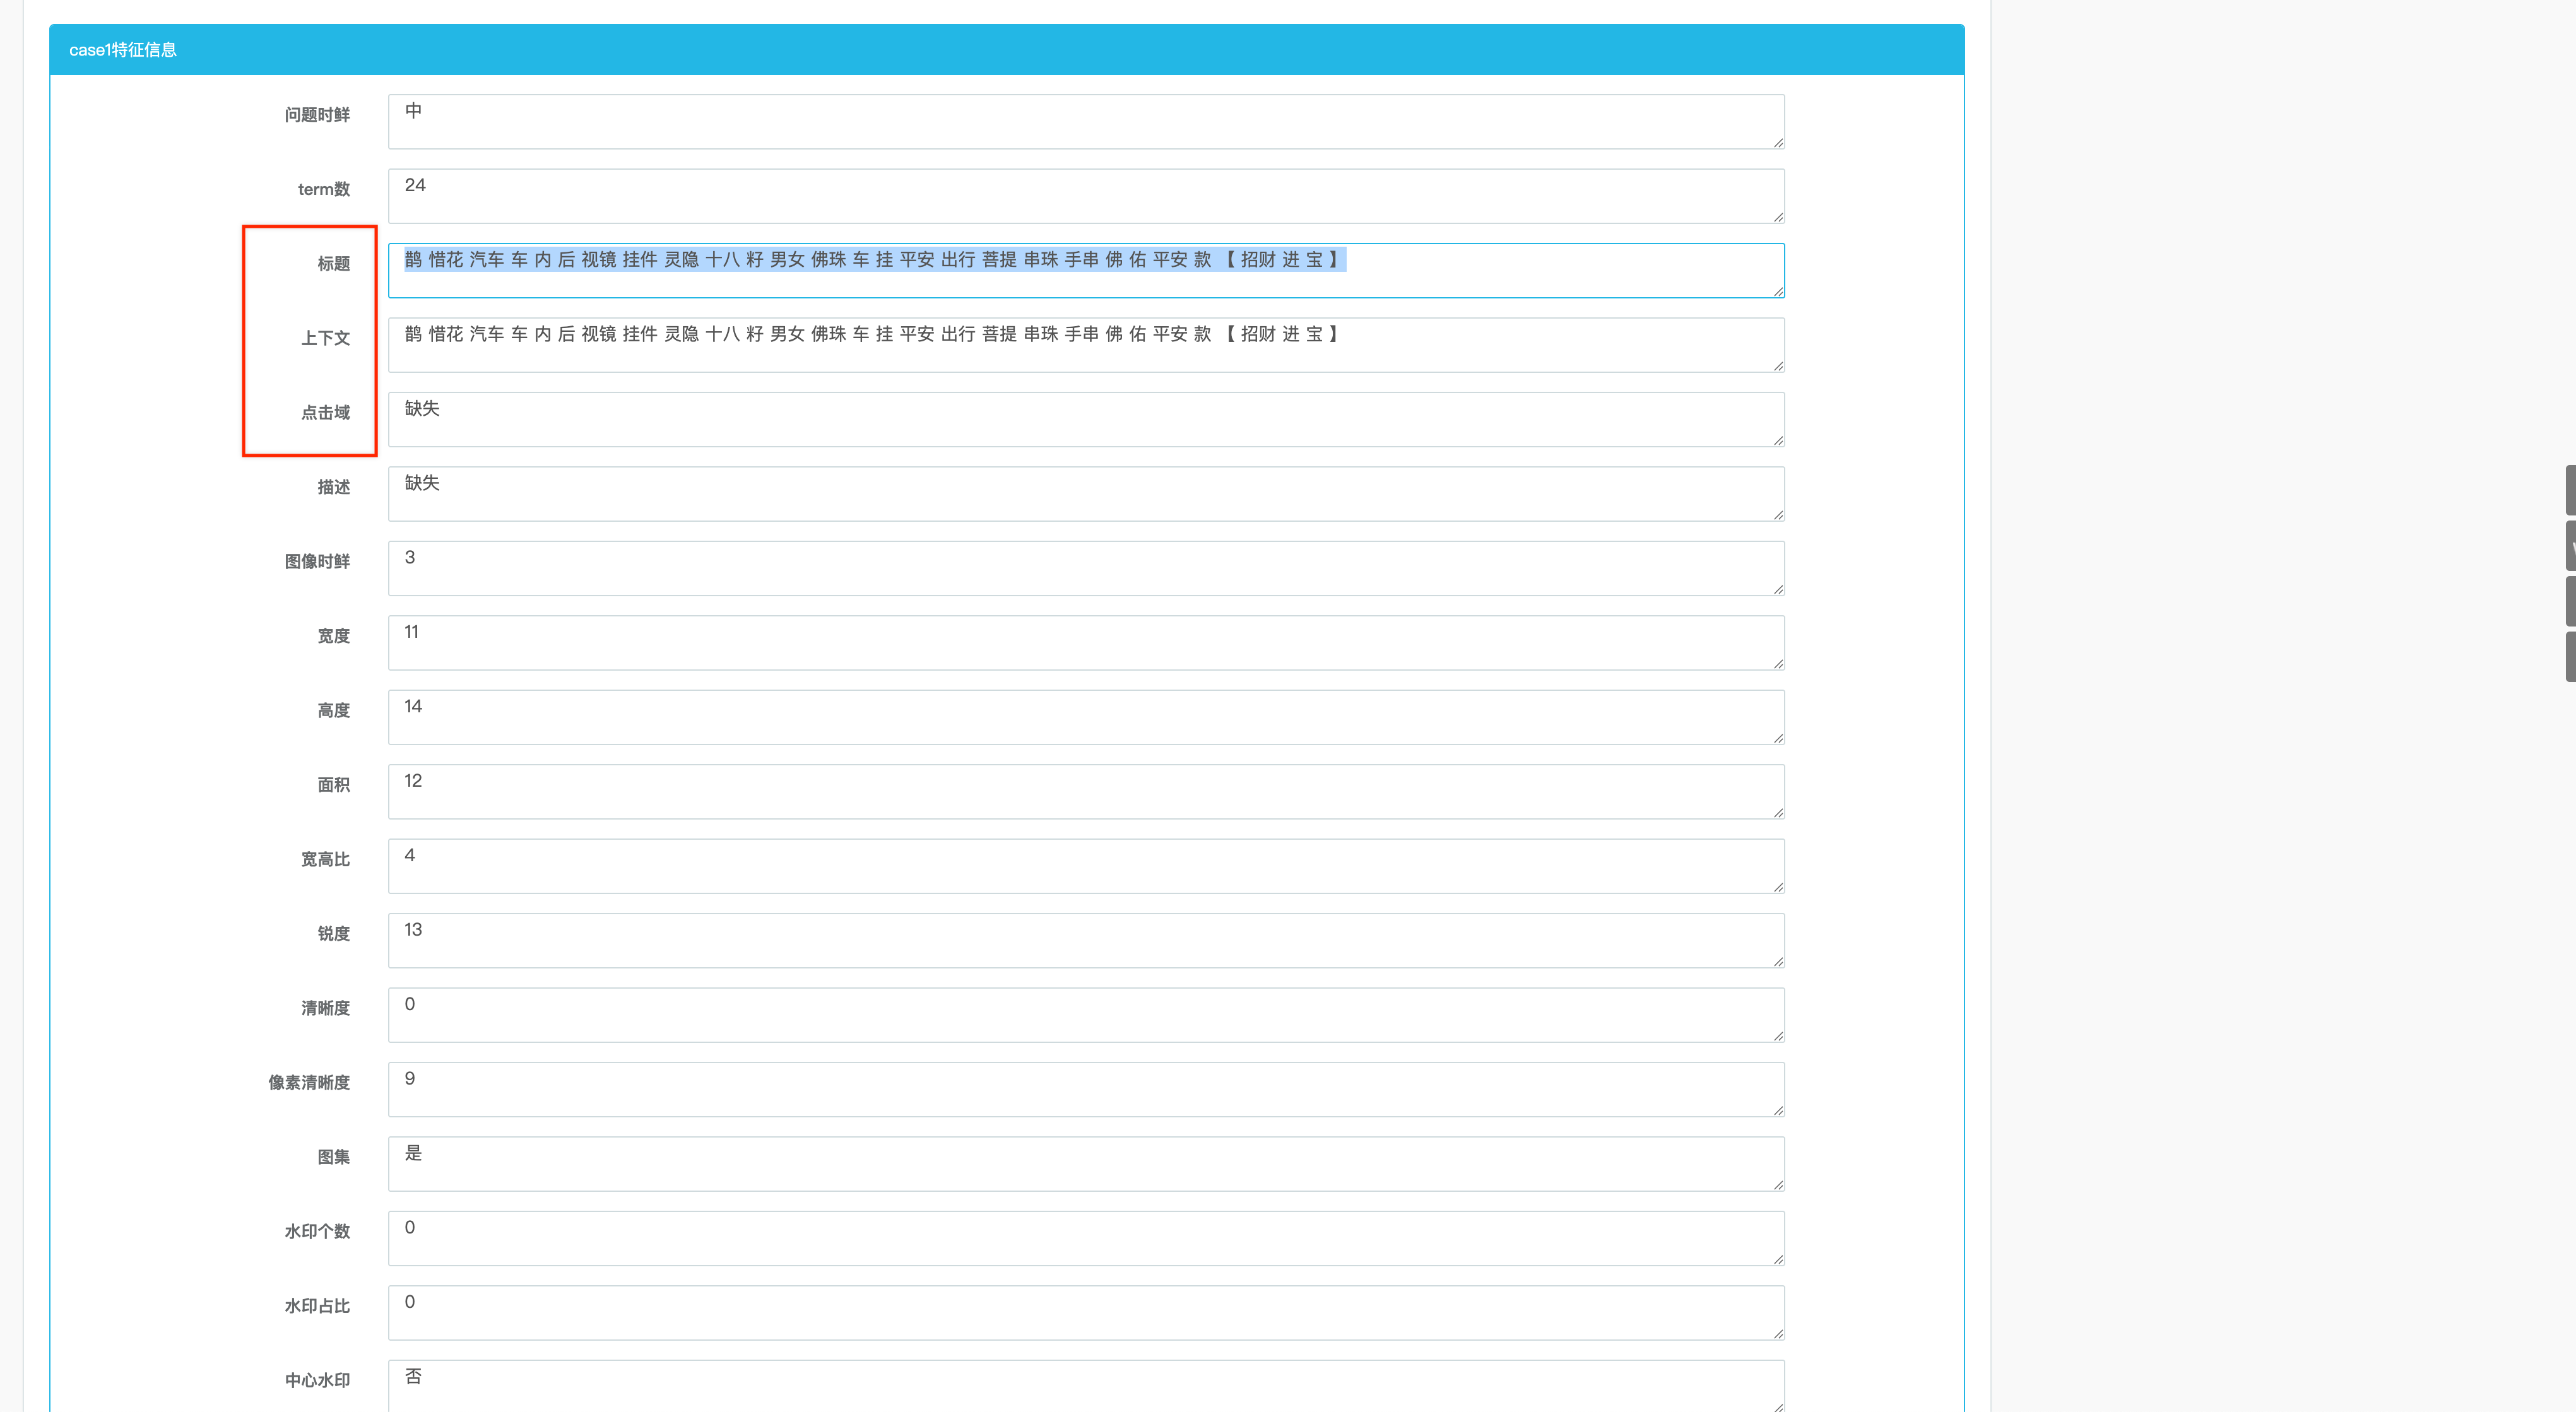 case1特征信息
问题时鲜 中
term数 24
标题 鹊 惜花 汽车 车 内 后 视镜 挂件 灵隐 十八 籽 男女 佛珠 车 挂 平安 出行 菩提 串珠 手串 佛 佑 平安 款 【 招财 进 宝 】
上下文 鹊 惜花 汽车 车 内 后 视镜 挂件 灵隐 十八 籽 男女 佛珠 车 挂 平安 出行 菩提 串珠 手串 佛 佑 平安 款 【 招财 进 宝 】
点击域 缺失
描述 缺失
图像时鲜 3
宽度 11
高度 14
面积 12
宽高比 4
锐度 13
清晰度 0
像素清晰度 9
图集 是
水印个数 0
水印占比 0
中心水印 否